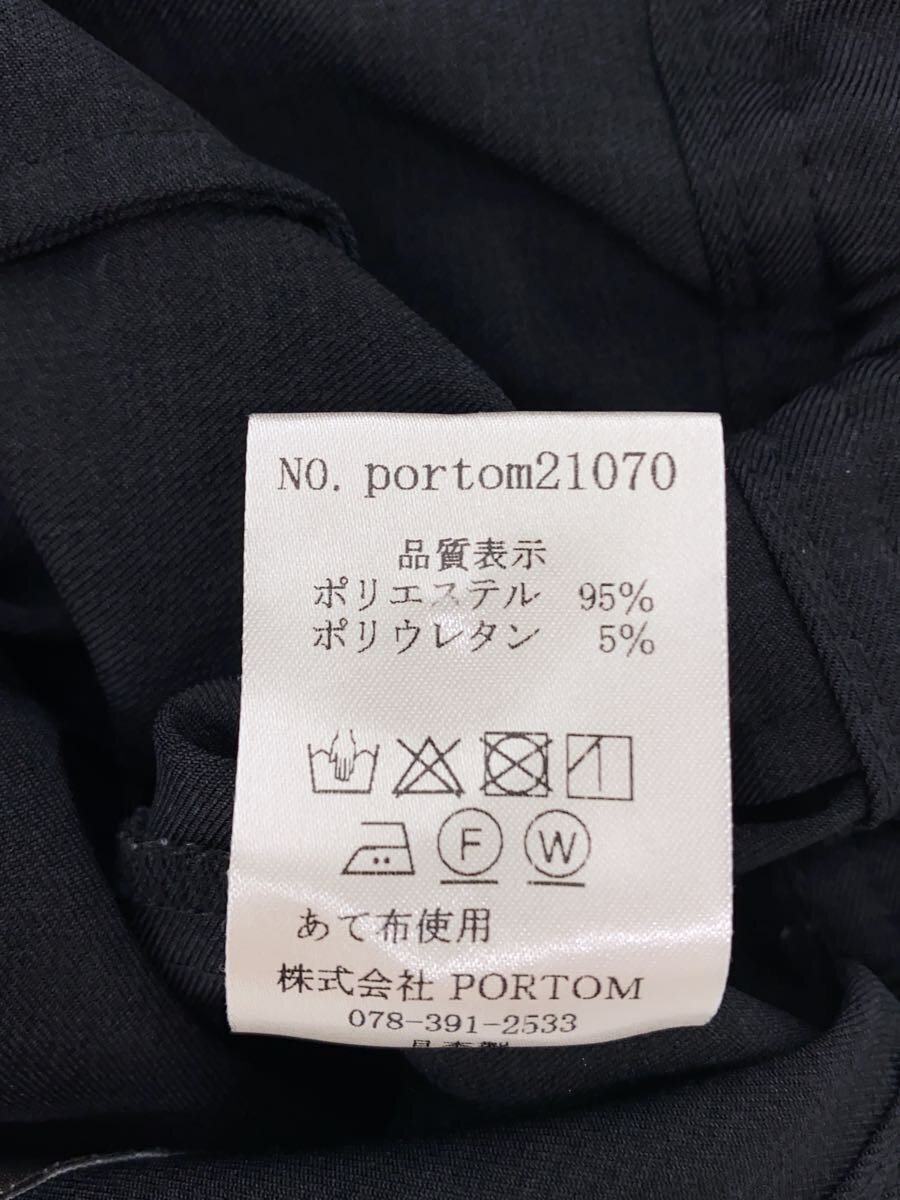 NO. portom21070
品質表示
ポリエステル 95%
ポリウレタン 5%
F W
あて布使用
株式会社 PORTOM
078-391-2533